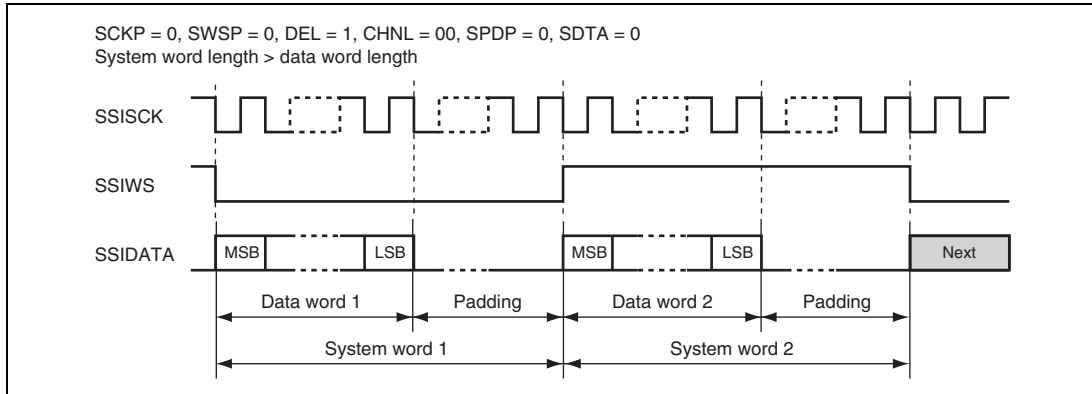 SCKP = 0, SWSP = 0, DEL = 1, CHNL = 00, SPDP = 0, SDTA = 0
System word length > data word length
SSISCK
SSIWS
SSIDATA MSB LSB MSB LSB Next
Data word 1 Padding Data word 2 Padding
System word 1 System word 2